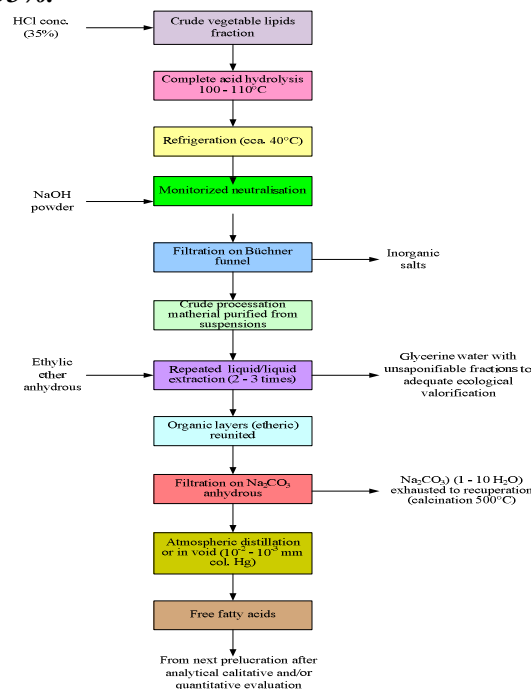 HCl conc.
(35%)
Crude vegetable lipids
fraction
Complete acid hydrolysis
100 - 110°C
Refrigeration (cca. 40°C)
NaOH
powder
Monitorized neutralisation
Filtration on Büchner
funnel
Inorganic
salts
Crude processation
matherial purified from
suspensions
Ethylic
ether
anhydrous
Repeated liquid/liquid
extraction (2 - 3 times)
Glycerine water with
unsaponifiable fractions to
adequate ecological
valorification
Organic layers (etheric)
reunited
Filtration on Na₂CO₃
anhydrous
Na₂CO₃) (1 - 10 H₂O)
exhausted to recuperation
(calcination 500°C)
Atmospheric distillation
or in void (10⁻² - 10⁻³ mm
col. Hg)
Free fatty acids
From next prelucration after
analytical calitative and/or
quantitative evaluation